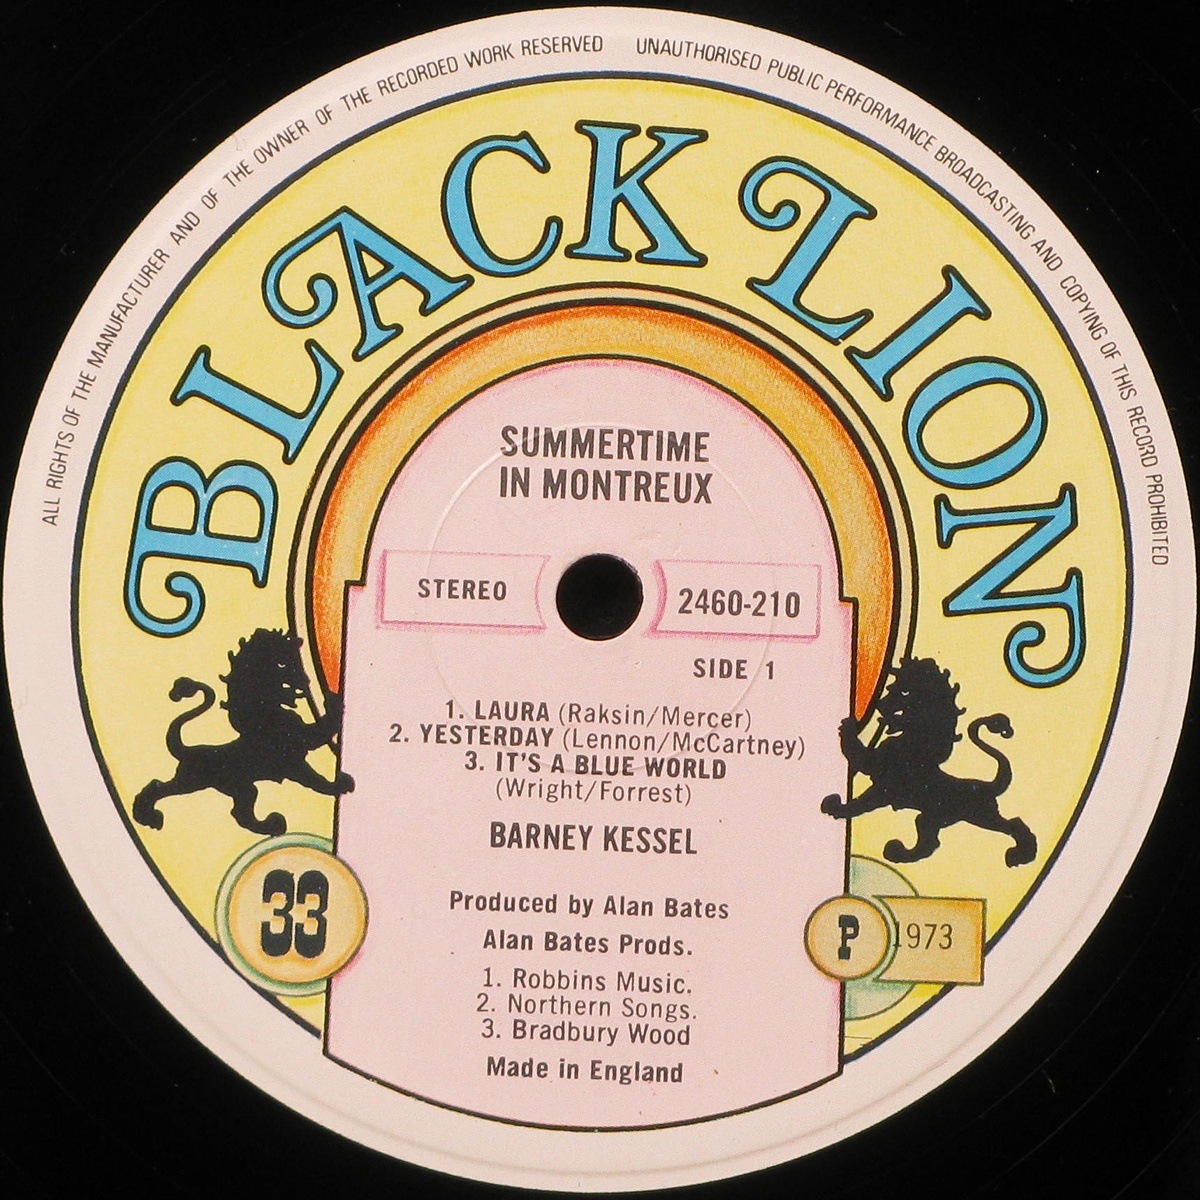 ALL RIGHTS OF THE MANUFACTURER AND OF THE OWNER OF THE RECORDED WORK RESERVED UNAUTHORISED PUBLIC PERFORMANCE BROADCASTING AND COPYING OF THIS RECORD PROHIBITED
BLACK LION
SUMMERTIME
IN MONTREUX
STEREO
2460-210
SIDE 1
1. LAURA (Raksin/Mercer)
2. YESTERDAY (Lennon/McCartney)
3. IT'S A BLUE WORLD
(Wright/Forrest)
BARNEY KESSEL
33
Produced by Alan Bates
P 1973
Alan Bates Prods.
1. Robbins Music.
2. Northern Songs.
3. Bradbury Wood
Made in England